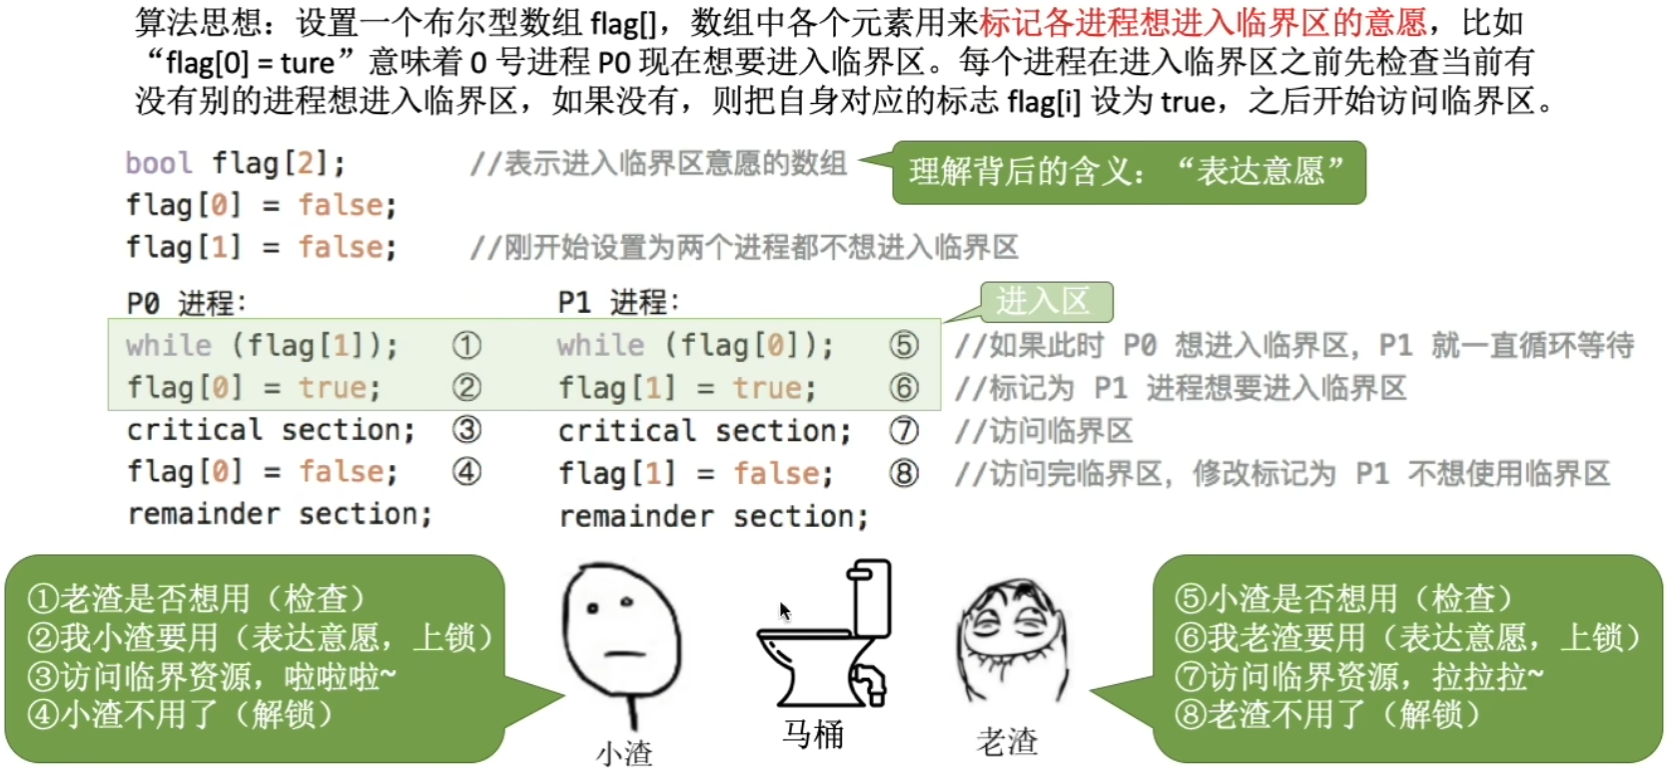 算法思想：设置一个布尔型数组 flag[]，数组中各个元素用来标记各进程想进入临界区的意愿，比如
“flag[0] = ture”意味着 0 号进程 P0 现在想要进入临界区。每个进程在进入临界区之前先检查当前有
没有别的进程想进入临界区，如果没有，则把自身对应的标志 flag[i] 设为 true，之后开始访问临界区。
bool flag[2]; //表示进入临界区意愿的数组
理解背后的含义：“表达意愿”
flag[0] = false;
flag[1] = false; //刚开始设置为两个进程都不想进入临界区
P0 进程: P1 进程:
进入区
while (flag[1]); ① while (flag[0]); ⑤ //如果此时 P0 想进入临界区，P1 就一直循环等待
flag[0] = true; ② flag[1] = true; ⑥ //标记为 P1 进程想要进入临界区
critical section; ③ critical section; ⑦ //访问临界区
flag[0] = false; ④ flag[1] = false; ⑧ //访问完临界区，修改标记为 P1 不想使用临界区
remainder section; remainder section;
①老渣是否想用（检查）
②我小渣要用（表达意愿，上锁）
③访问临界资源，啦啦啦~
④小渣不用了（解锁）
小渣
马桶
老渣
⑤小渣是否想用（检查）
⑥我老渣要用（表达意愿，上锁）
⑦访问临界资源，拉拉拉~
⑧老渣不用了（解锁）